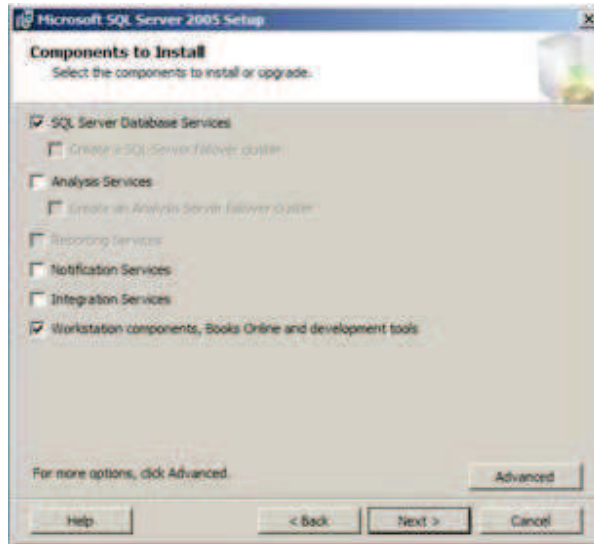 Microsoft SQL Server 2005 Setup
Components to Install
Select the components to install or upgrade.
SQL Server Database Services
Create a SQL Server failover cluster
Analysis Services
Create an Analysis Server failover cluster
Reporting Services
Notification Services
Integration Services
Workstation components, Books Online and development tools
For more options, click Advanced.
Advanced
Help
< Back
Next >
Cancel